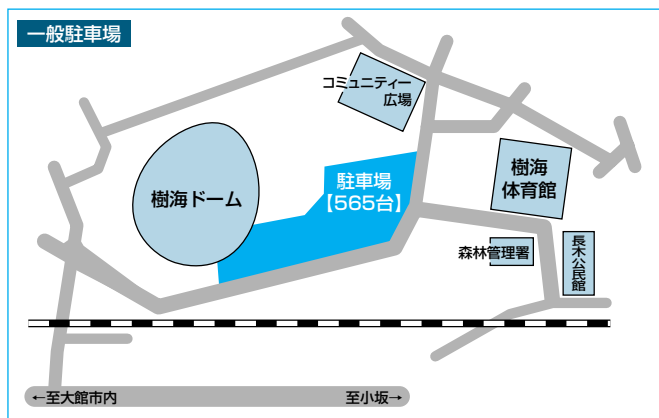 一般駐車場
コミュニティー
広場
樹海ドーム
駐車場
【565台】
樹海
体育館
森林管理署
長木公民館
←至大館市内
至小坂→